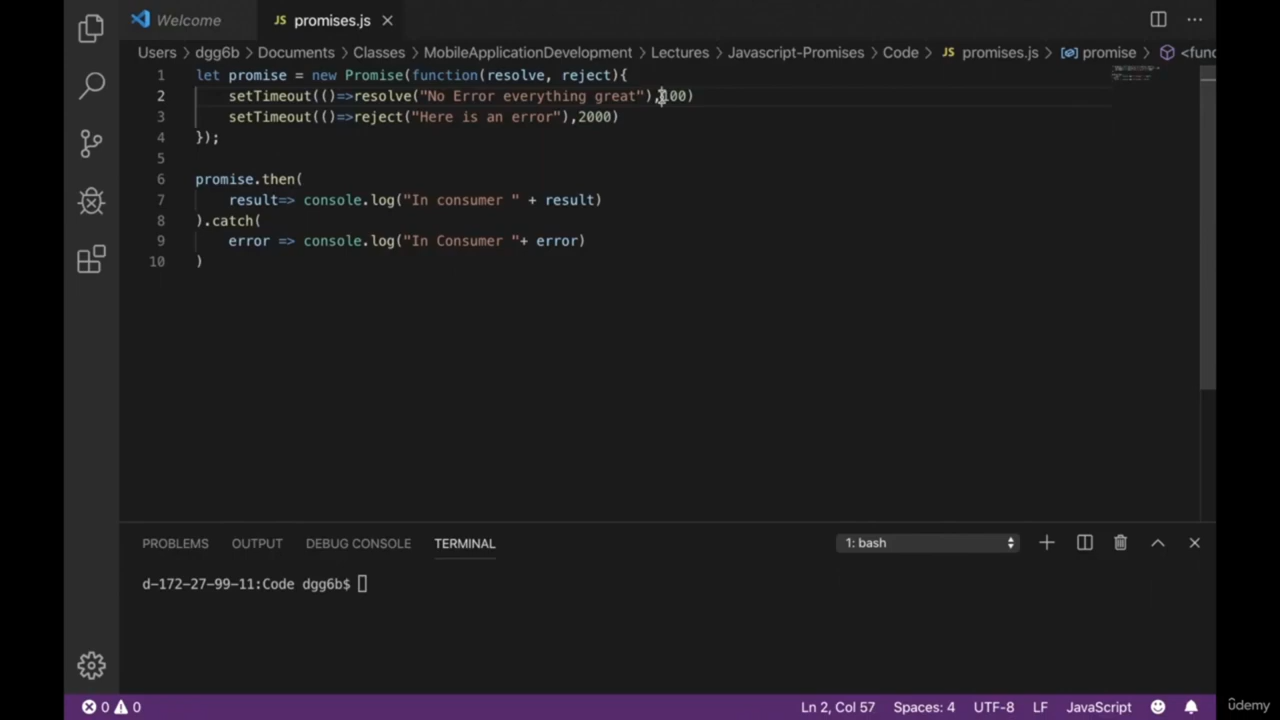 Welcome
JS promises.js
Users > dgg6b > Documents > Classes > MobileApplicationDevelopment > Lectures > Javascript-Promises > Code > JS promises.js > promise > <func
1 let promise = new Promise(function(resolve, reject){
2 setTimeout(()=>resolve("No Error everything great"),100)
3 setTimeout(()=>reject("Here is an error"),2000)
4 });
5
6 promise.then(
7 result=> console.log("In consumer " + result)
8 ).catch(
9 error => console.log("In Consumer "+ error)
10 )
PROBLEMS OUTPUT DEBUG CONSOLE TERMINAL 1: bash
d-172-27-99-11:Code dgg6b$
0 0 Ln 2, Col 57 Spaces: 4 UTF-8 LF JavaScript
ûdemy